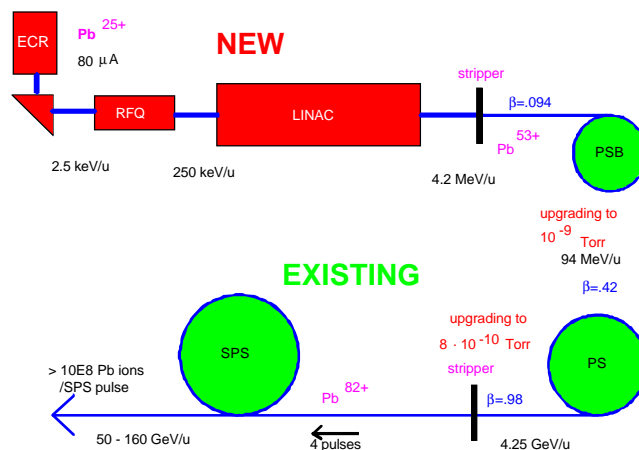 ECR
Pb 25+
80 μA
NEW
RFQ
LINAC
stripper
β=.094
Pb 53+
PSB
2.5 keV/u
250 keV/u
4.2 MeV/u
upgrading to
10 -9 Torr
94 MeV/u
EXISTING
β=.42
upgrading to
8 · 10 -10 Torr
SPS
PS
stripper
> 10E8 Pb ions
/SPS pulse
Pb 82+
β=.98
50 - 160 GeV/u
4 pulses
4.25 GeV/u